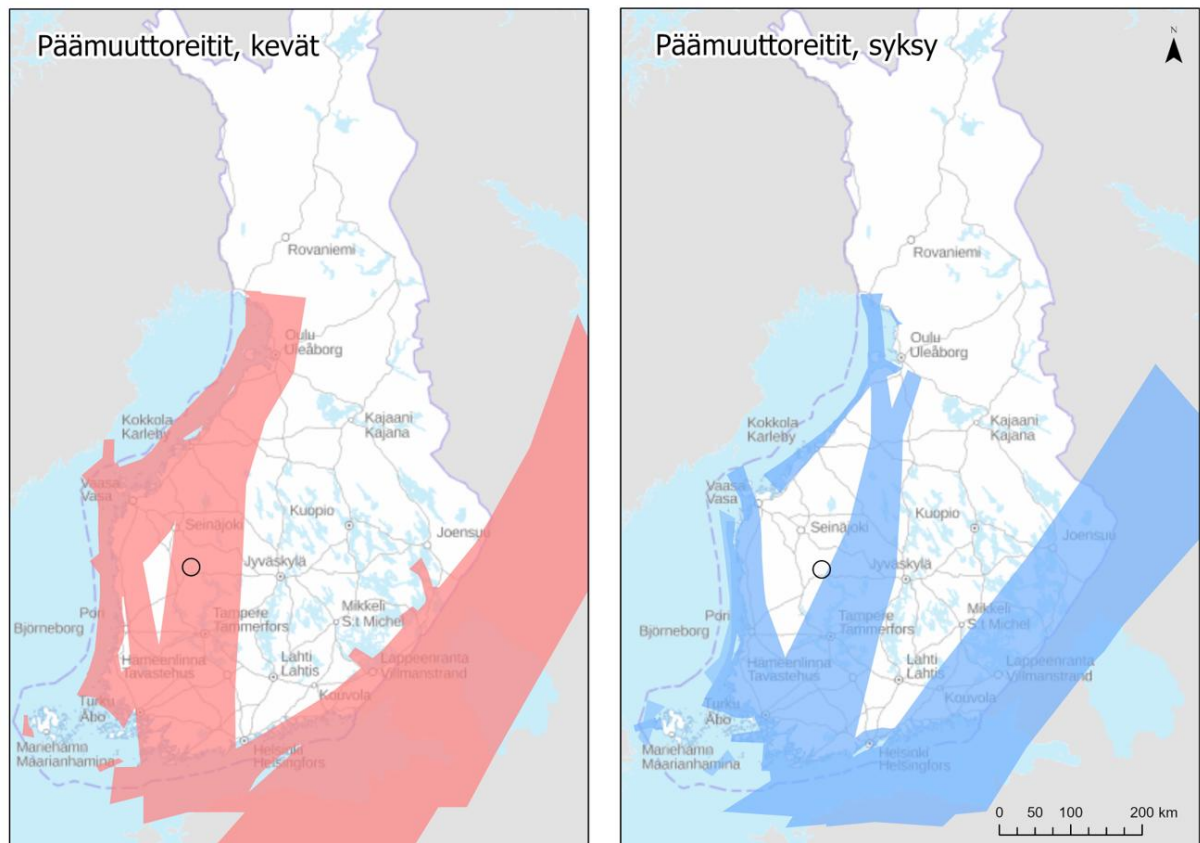 Päämuuttoreitit, kevät
Rovaniemi
Oulu
Uleåborg
Kokkola
Karleby
Kajaani
Kajana
Vaasa
Vasa
Seinäjoki
Kuopio
Joensuu
Jyväskylä
Pori
Björneborg
Tampere
Tammerfors
Mikkeli
S:t Michel
Hämeenlinna
Tavastehus
Lahti
Lahtis
Lappeenranta
Villmanstrand
Kouvola
Turku
Åbo
Helsinki
Helsingfors
Mariehamn
Maarianhamina
Päämuuttoreitit, syksy
N
Rovaniemi
Oulu
Uleåborg
Kokkola
Karleby
Kajaani
Kajana
Vaasa
Vasa
Seinäjoki
Kuopio
Joensuu
Jyväskylä
Pori
Björneborg
Tampere
Tammerfors
Mikkeli
S:t Michel
Hämeenlinna
Tavastehus
Lahti
Lahtis
Lappeenranta
Villmanstrand
Kouvola
Turku
Åbo
Helsinki
Helsingfors
Mariehamn
Maarianhamina
0 50 100 200 km